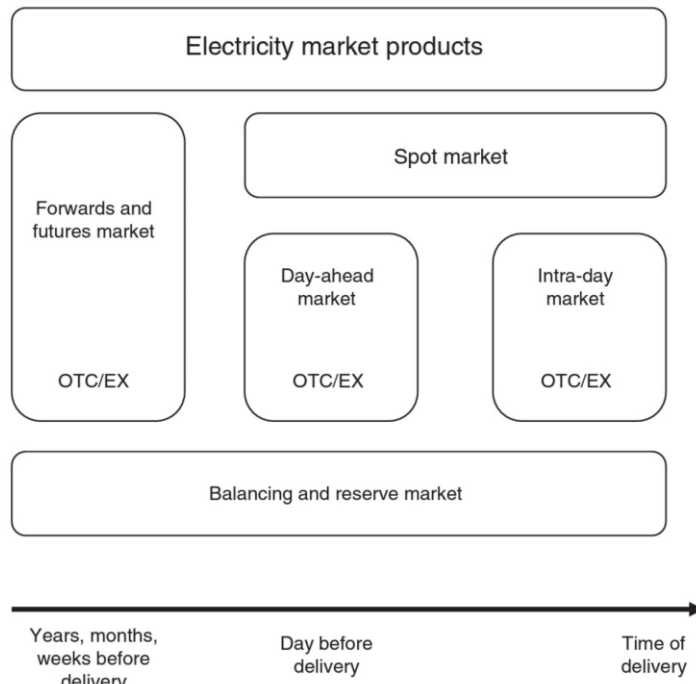 Electricity market products
Spot market
Forwards and
futures market
Day-ahead
market
Intra-day
market
OTC/EX
OTC/EX
OTC/EX
Balancing and reserve market
Years, months,
weeks before
delivery
Day before
delivery
Time of
delivery